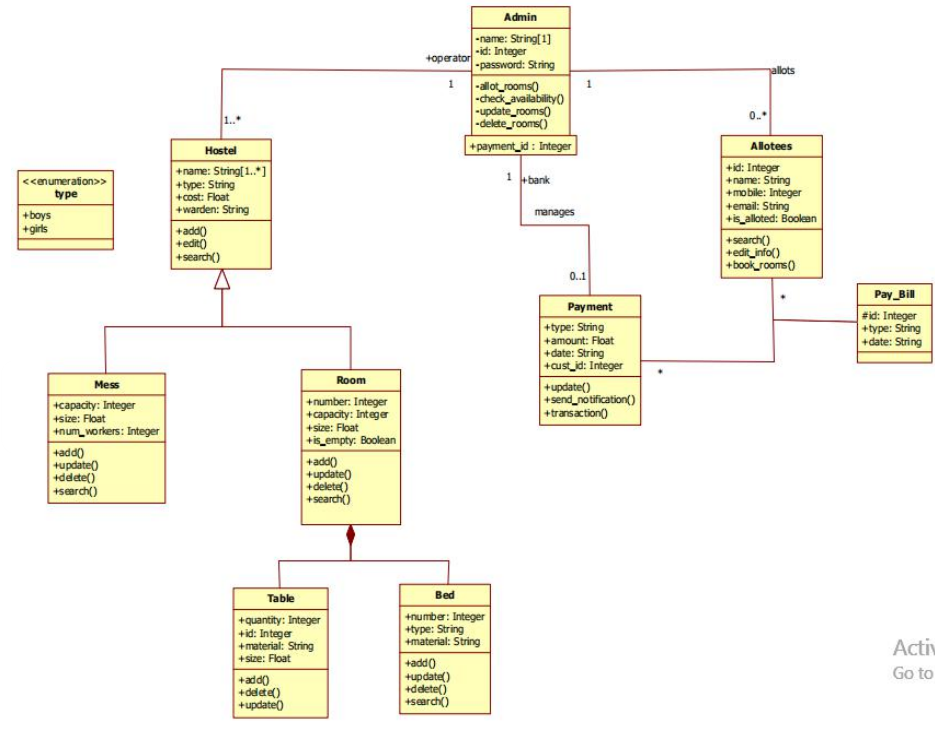 Admin
-name: String[1]
-id: Integer
-password: String
-allot_rooms()
-check_availability()
-update_rooms()
-delete_rooms()
+payment_id : Integer
+operator
1
1..*
1
allots
0..*
1
+bank
manages
0..1
Hostel
+name: String[1..*]
+type: String
+cost: Float
+warden: String
+add()
+edit()
+search()
<<enumeration>>
type
+boys
+girls
Allotees
+id: Integer
+name: String
+mobile: Integer
+email: String
+is_alloted: Boolean
+search()
+edit_info()
+book_rooms()
*
Pay_Bill
#id: Integer
+type: String
+date: String
Payment
+type: String
+amount: Float
+date: String
+cust_id: Integer
+update()
+send_notification()
+transaction()
*
Mess
+capacity: Integer
+size: Float
+num_workers: Integer
+add()
+update()
+delete()
+search()
Room
+number: Integer
+capacity: Integer
+size: Float
+is_empty: Boolean
+add()
+update()
+delete()
+search()
Table
+quantity: Integer
+id: Integer
+material: String
+size: Float
+add()
+delete()
+update()
Bed
+number: Integer
+type: String
+material: String
+add()
+update()
+delete()
+search()
Go to